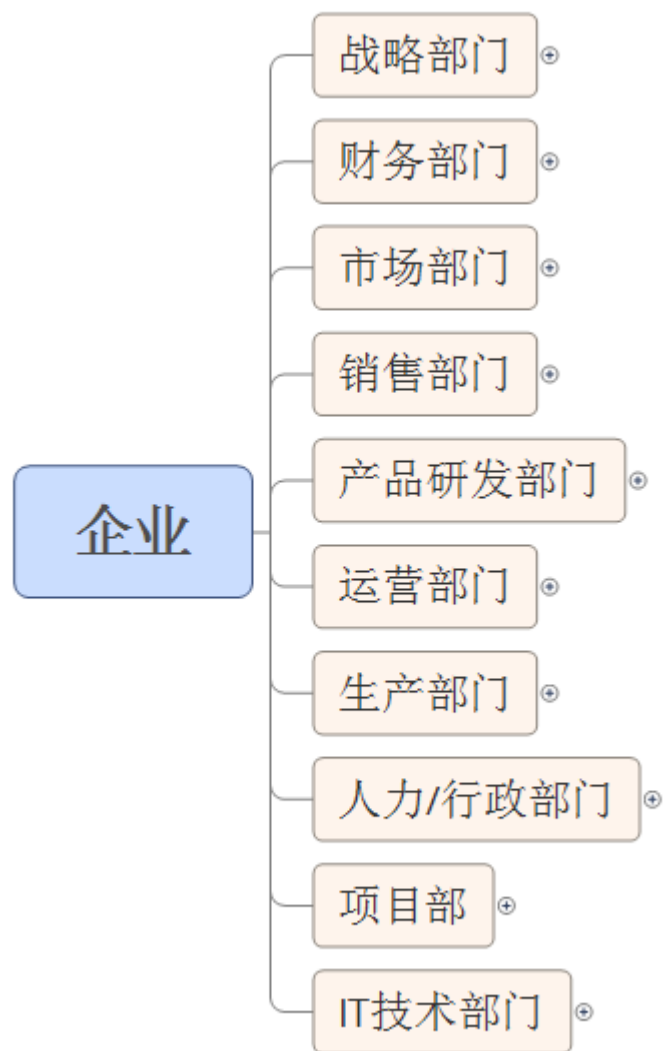 战略部门
财务部门
市场部门
销售部门
产品研发部门
企业
运营部门
生产部门
人力/行政部门
项目部
IT技术部门